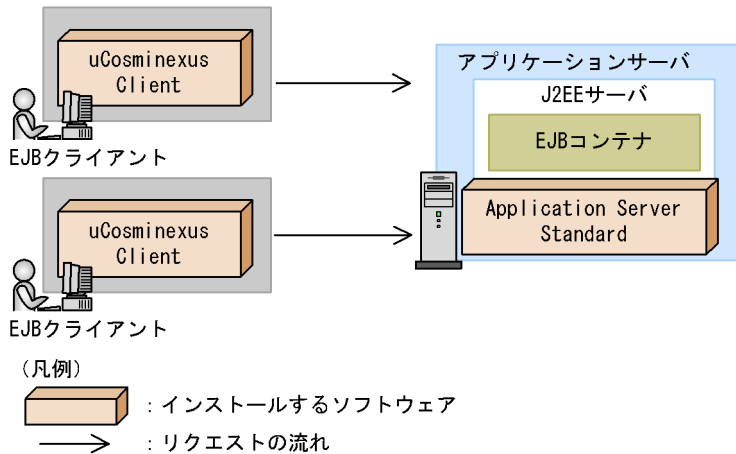 uCosminexus
Client
EJBクライアント
uCosminexus
Client
EJBクライアント
アプリケーションサーバ
J2EEサーバ
EJBコンテナ
Application Server
Standard
(凡例)
：インストールするソフトウェア
：リクエストの流れ